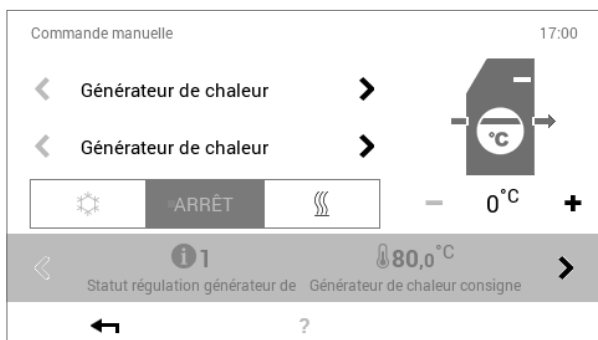 Commande manuelle 17:00
Générateur de chaleur
Générateur de chaleur
°C
ARRÊT 0°C
1 80,0°C
Statut régulation générateur de Générateur de chaleur consigne
?